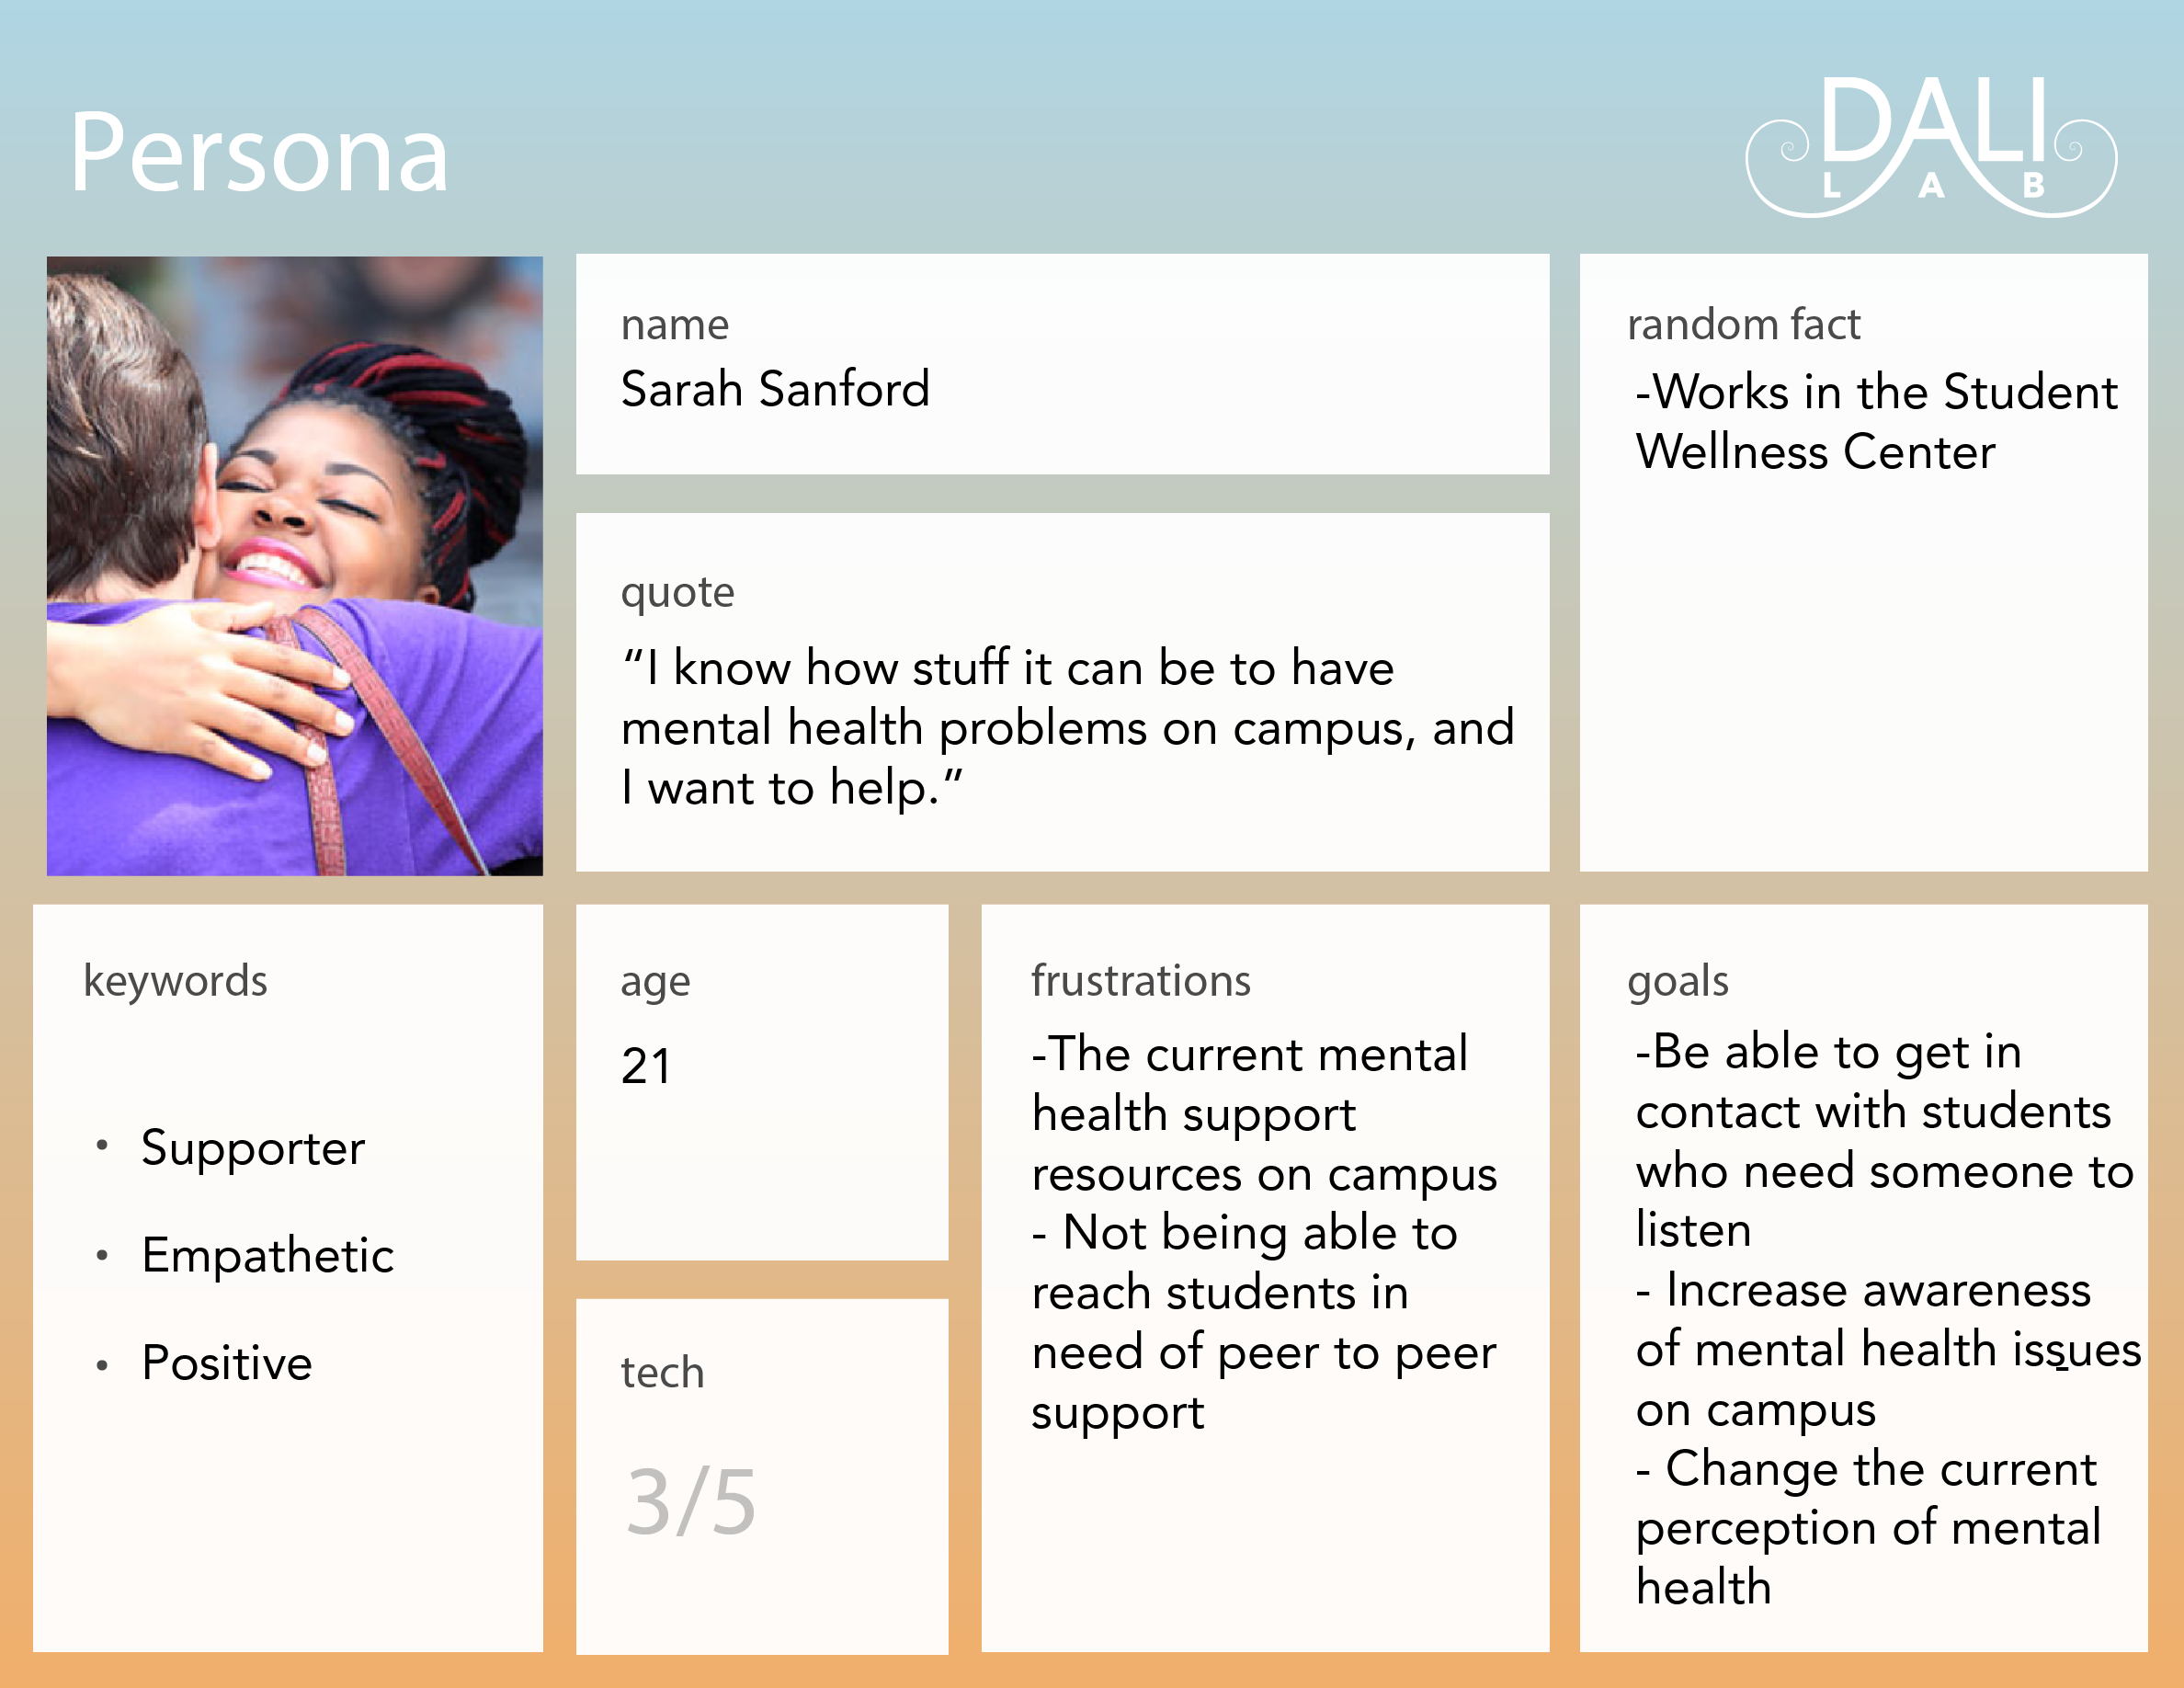 Persona
DALI
L A B
name
Sarah Sanford
random fact
-Works in the Student
Wellness Center
quote
“I know how stuff it can be to have
mental health problems on campus, and
I want to help.”
keywords
• Supporter
• Empathetic
• Positive
age
21
tech
3/5
frustrations
-The current mental
health support
resources on campus
- Not being able to
reach students in
need of peer to peer
support
goals
-Be able to get in
contact with students
who need someone to
listen
- Increase awareness
of mental health issues
on campus
- Change the current
perception of mental
health